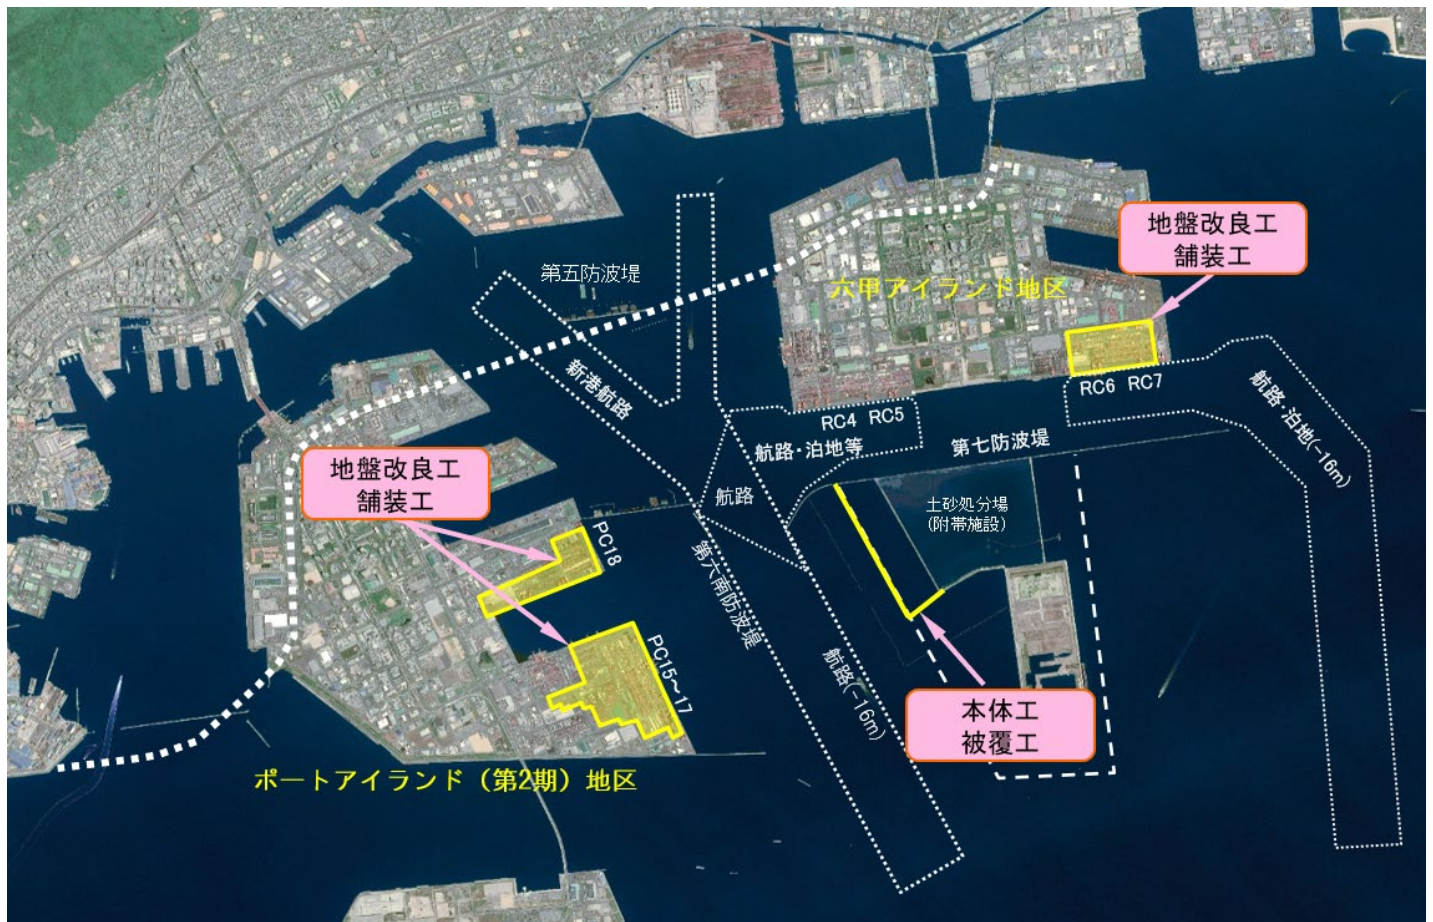 地盤改良工
舗装工
第五防波堤
六甲アイランド地区
新港航路
RC6 RC7
RC4 RC5
航路・泊地(-16m)
航路・泊地等
第七防波堤
地盤改良工
舗装工
航路
土砂処分場
(附帯施設)
PC18
第六南防波堤
PC15～17
航路(-16m)
本体工
被覆工
ポートアイランド（第2期）地区